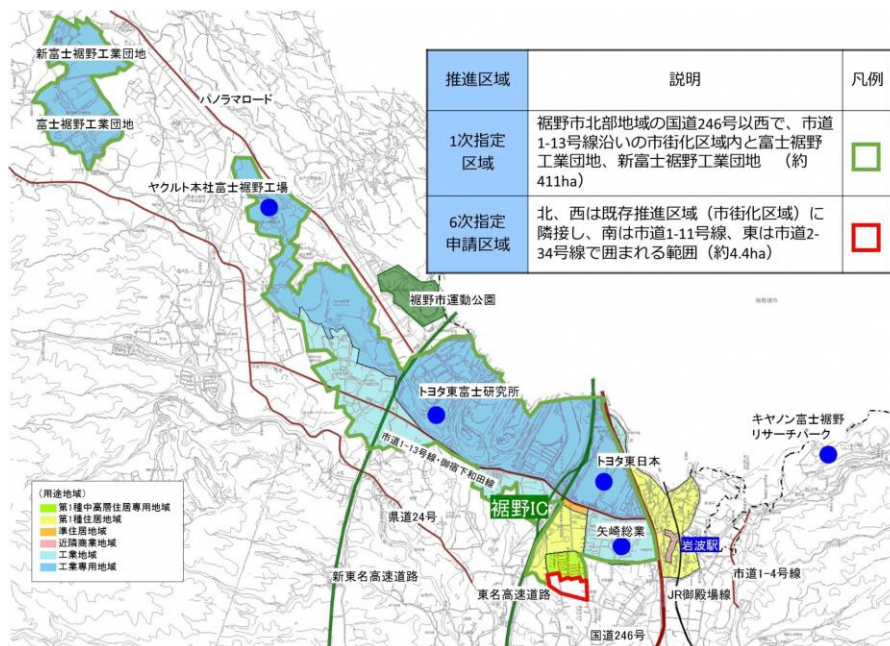 新富士裾野工業団地
富士裾野工業団地
パノラマロード
ヤクルト本社富士裾野工場
推進区域
説明
凡例
1次指定
区域
裾野市北部地域の国道246号以西で、市道
1-13号線沿いの市街化区域内と富士裾野
工業団地、新富士裾野工業団地 (約
411ha)
6次指定
申請区域
北、西は既存推進区域(市街化区域)に
隣接し、南は市道1-11号線、東は市道2-
34号線で囲まれる範囲(約4.4ha)
裾野市運動公園
トヨタ東富士研究所
キヤノン富士裾野
リサーチパーク
市道1-13号線・御宿下和田線
トヨタ東日本
裾野IC
矢崎総業
岩波駅
県道24号
新東名高速道路
東名高速道路
市道1-4号線
JR御殿場線
国道246号
(用途地域)
第1種中高層住居専用地域
第1種住居地域
準住居地域
近隣商業地域
工業地域
工業専用地域